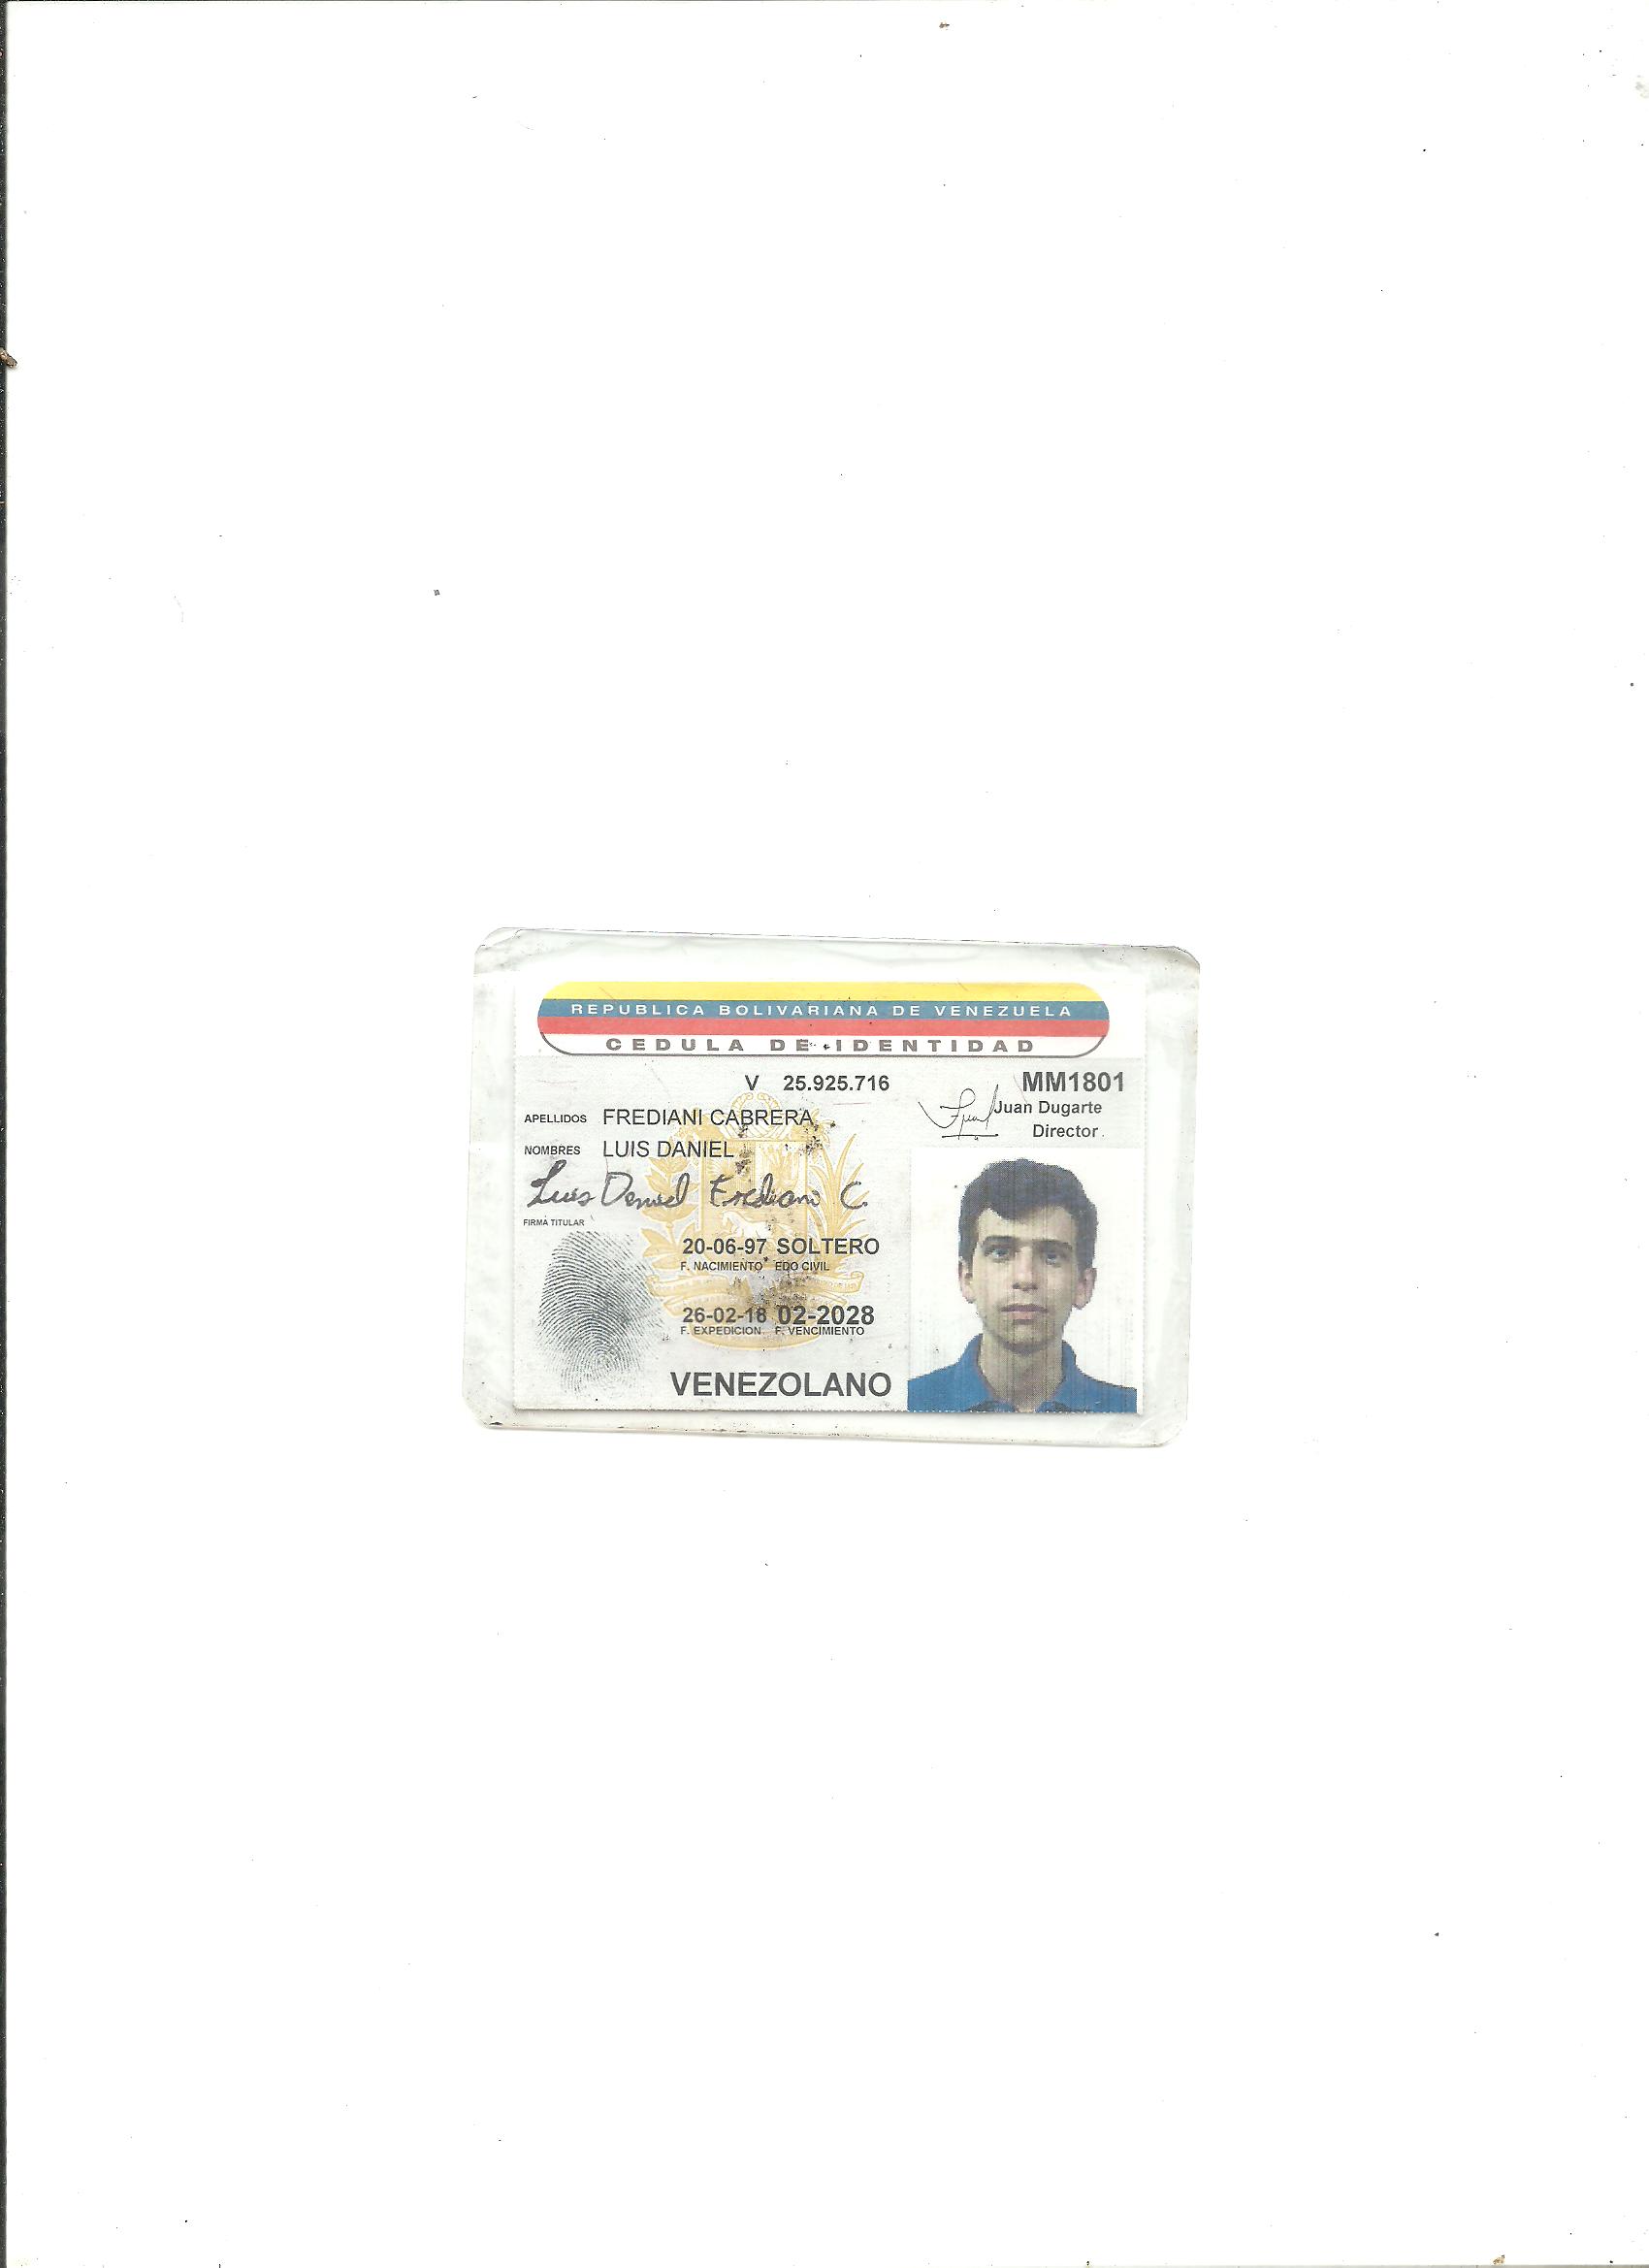 REPUBLICA BOLIVARIANA DE VENEZUELA
CEDULA DE IDENTIDAD
V 25.925.716
MM1801
Juan Dugarte
Director
APELLIDOS FREDIANI CABRERA
NOMBRES LUIS DANIEL
Luis Daniel Frediani C.
FIRMA TITULAR
20-06-97 SOLTERO
F. NACIMIENTO EDO CIVIL
26-02-18 02-2028
F. EXPEDICION F. VENCIMIENTO
VENEZOLANO